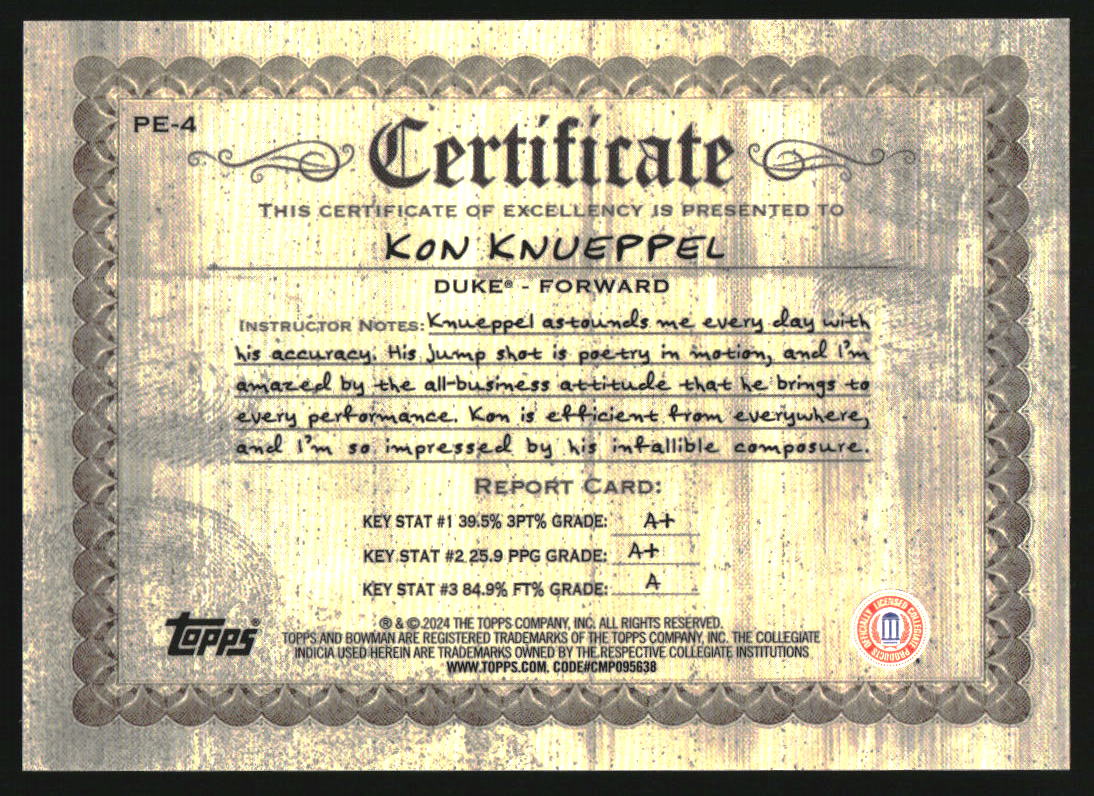 PE-4
Certificate
THIS CERTIFICATE OF EXCELLENCY IS PRESENTED TO
KON KNUEPPEL
DUKE® - FORWARD
INSTRUCTOR NOTES: Knueppel astounds me every day with
his accuracy. His jump shot is poetry in motion, and I'm
amazed by the all-business attitude that he brings to
every performance. Kon is efficient from everywhere,
and I'm so impressed by his infallible composure.
REPORT CARD:
KEY STAT #1 39.5% 3PT% GRADE: A+
KEY STAT #2 25.9 PPG GRADE: A+
KEY STAT #3 84.9% FT% GRADE: A
topps®
® & © 2024 THE TOPPS COMPANY, INC. ALL RIGHTS RESERVED.
TOPPS AND BOWMAN ARE REGISTERED TRADEMARKS OF THE TOPPS COMPANY, INC. THE COLLEGIATE
INDICIA USED HEREIN ARE TRADEMARKS OWNED BY THE RESPECTIVE COLLEGIATE INSTITUTIONS
WWW.TOPPS.COM. CODE#CMP095638
OFFICIALLY LICENSED COLLEGIATE PRODUCTS